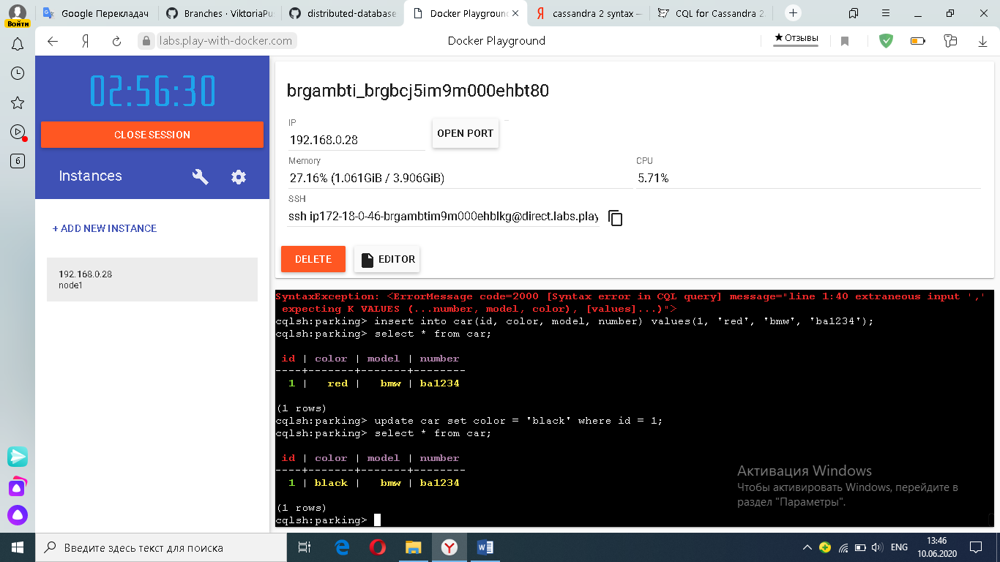 Войти
Google Перекладач
Branches · ViktoriaPu
distributed-database
Docker Playground
cassandra 2 syntax —
CQL for Cassandra 2.
labs.play-with-docker.com
Docker Playground
★ Отзывы
6
02:56:30
CLOSE SESSION
Instances
+ ADD NEW INSTANCE
192.168.0.28
node1
brgambti_brgbcj5im9m000ehbt80
IP
192.168.0.28
OPEN PORT
Memory
27.16% (1.061GiB / 3.906GiB)
CPU
5.71%
SSH
ssh ip172-18-0-46-brgambtim9m000ehblkg@direct.labs.play
DELETE
EDITOR
SyntaxException: <ErrorMessage code=2000 [Syntax error in CQL query] message="line 1:40 extraneous input ','
expecting K_VALUES (...number, model, color), [values]...)">
cqlsh:parking> insert into car(id, color, model, number) values(1, 'red', 'bmw', 'ba1234');
cqlsh:parking> select * from car;
id | color | model | number
----+-------+-------+--------
1 | red | bmw | ba1234
(1 rows)
cqlsh:parking> update car set color = 'black' where id = 1;
cqlsh:parking> select * from car;
id | color | model | number
----+-------+-------+--------
1 | black | bmw | ba1234
(1 rows)
cqlsh:parking>
Активация Windows
Чтобы активировать Windows, перейдите в
раздел "Параметры".
Введите здесь текст для поиска
ENG
13:46
10.06.2020